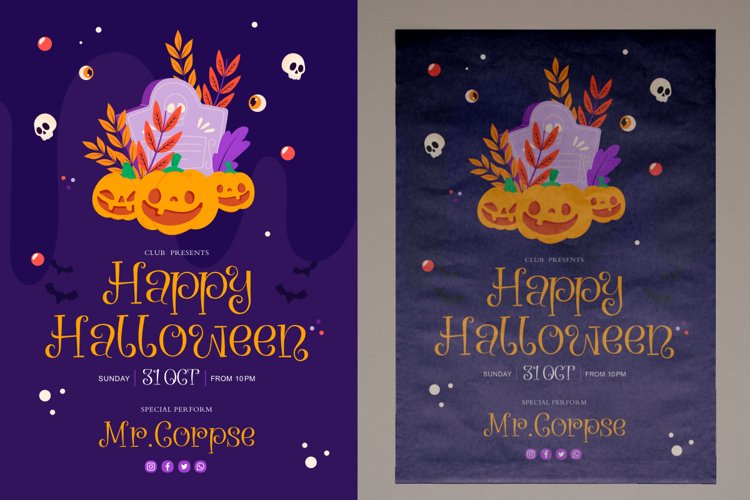 CLUB PRESENTS
Happy
Halloween
SUNDAY 31 OCT FROM 10PM
SPECIAL PERFORM
Mr. Corpse
CLUB PRESENTS
Happy
Halloween
SUNDAY 31 OCT FROM 10PM
SPECIAL PERFORM
Mr. Corpse